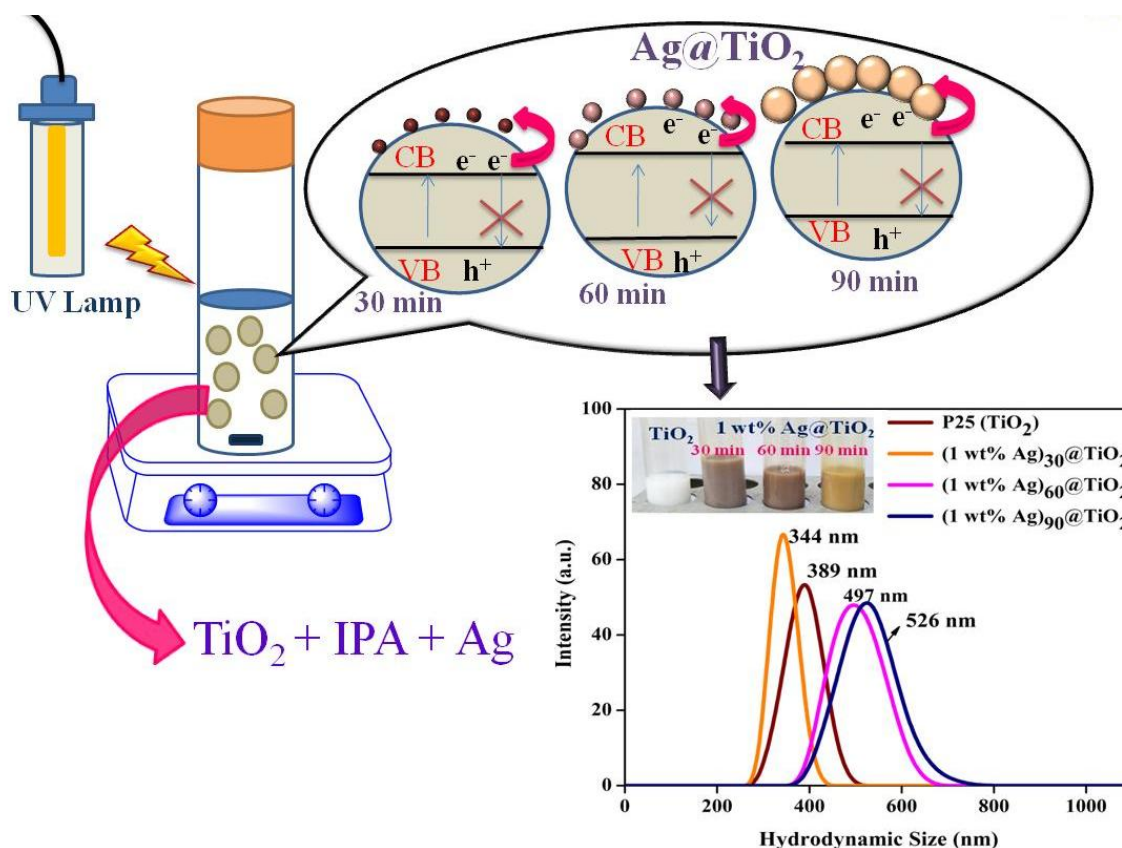 Ag@TiO₂
CB e⁻ e⁻
VB h⁺
30 min
CB e⁻ e⁻
VB h⁺
60 min
CB e⁻ e⁻
VB h⁺
90 min
UV Lamp
TiO₂ + IPA + Ag
TiO₂ 1 wt% Ag@TiO₂
30 min 60 min 90 min
P25 (TiO₂)
(1 wt% Ag)₃₀@TiO₂
(1 wt% Ag)₆₀@TiO₂
(1 wt% Ag)₉₀@TiO₂
344 nm
389 nm
497 nm
526 nm
Intensity (a.u.)
100
80
60
40
20
0
0 200 400 600 800 1000
Hydrodynamic Size (nm)